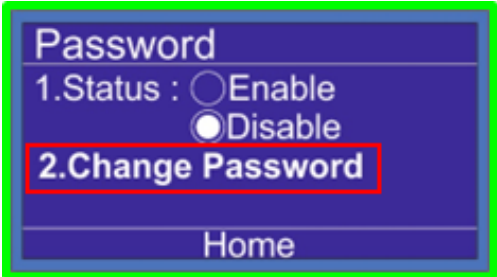 Password
1.Status : Enable
Disable
2.Change Password
Home